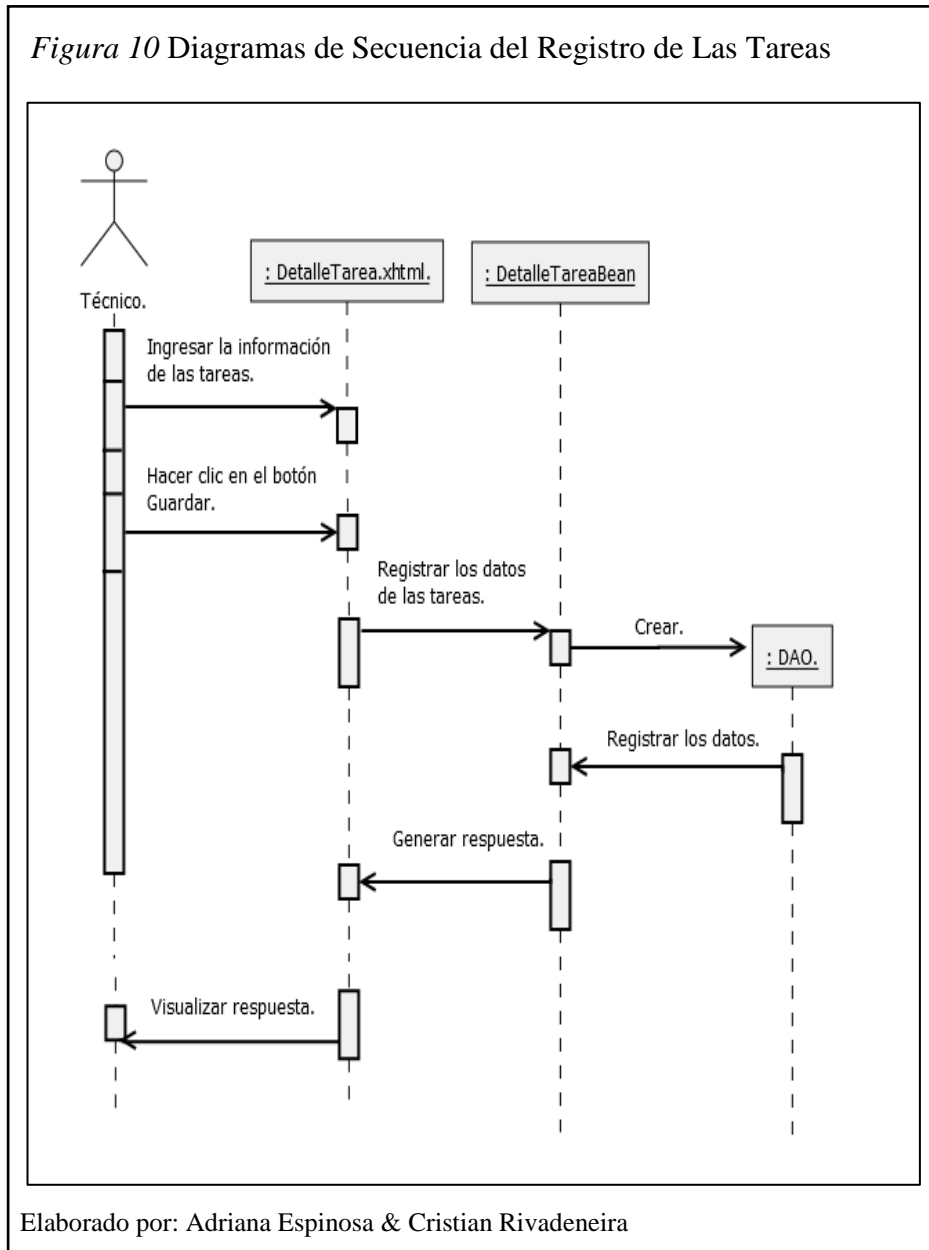 Figura 10 Diagramas de Secuencia del Registro de Las Tareas
: DetalleTarea.xhtml.
: DetalleTareaBean
Técnico.
Ingresar la información
de las tareas.
Hacer clic en el botón
Guardar.
Registrar los datos
de las tareas.
Crear.
: DAO.
Registrar los datos.
Generar respuesta.
Visualizar respuesta.
Elaborado por: Adriana Espinosa & Cristian Rivadeneira